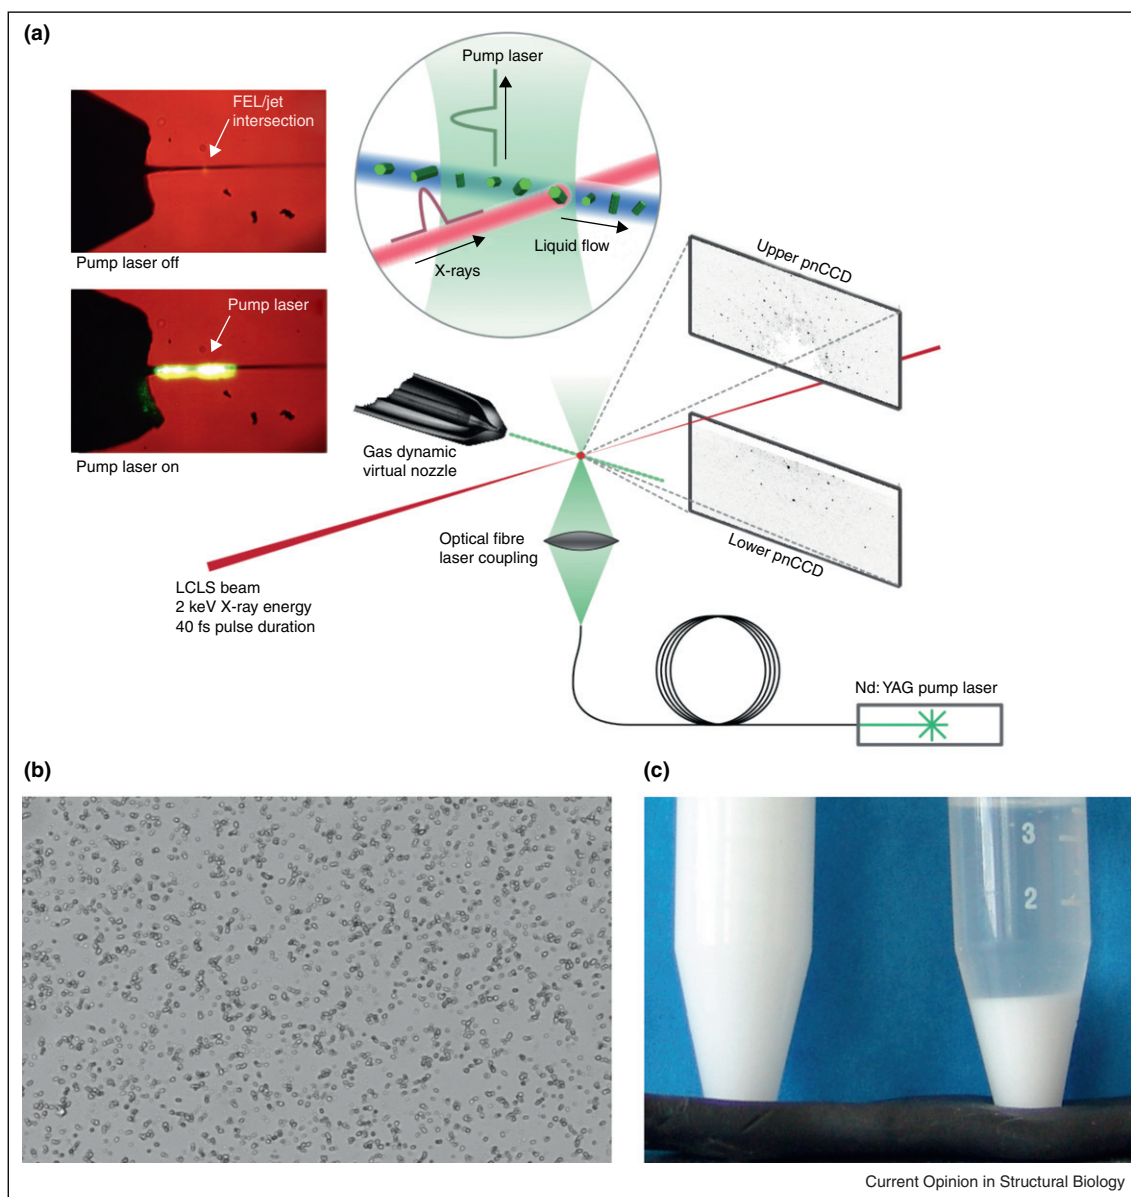 (a)
FEL/jet
intersection
Pump laser off
Pump laser
Pump laser on
Pump laser
X-rays
Liquid flow
Upper pnCCD
Gas dynamic
virtual nozzle
Optical fibre
laser coupling
Lower pnCCD
LCLS beam
2 keV X-ray energy
40 fs pulse duration
Nd: YAG pump laser
(b)
(c)
3
2
Current Opinion in Structural Biology